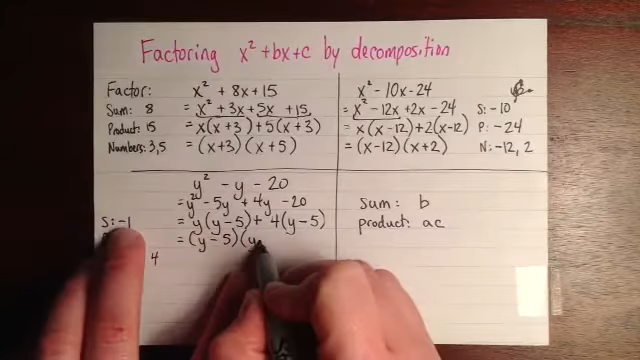 Factoring x² + bx + c by decomposition
Factor: x² + 8x + 15
Sum: 8 = x² + 3x + 5x + 15
Product: 15 = x(x+3) + 5(x+3)
Numbers: 3,5 = (x+3)(x+5)
x² - 10x - 24
= x² - 12x + 2x - 24 S: -10
= x(x-12) + 2(x-12) P: -24
= (x-12)(x+2) N: -12, 2
y² - y - 20
= y² - 5y + 4y - 20
S: -1 = y(y-5) + 4(y-5)
= (y-5)(y
4
sum: b
product: ac